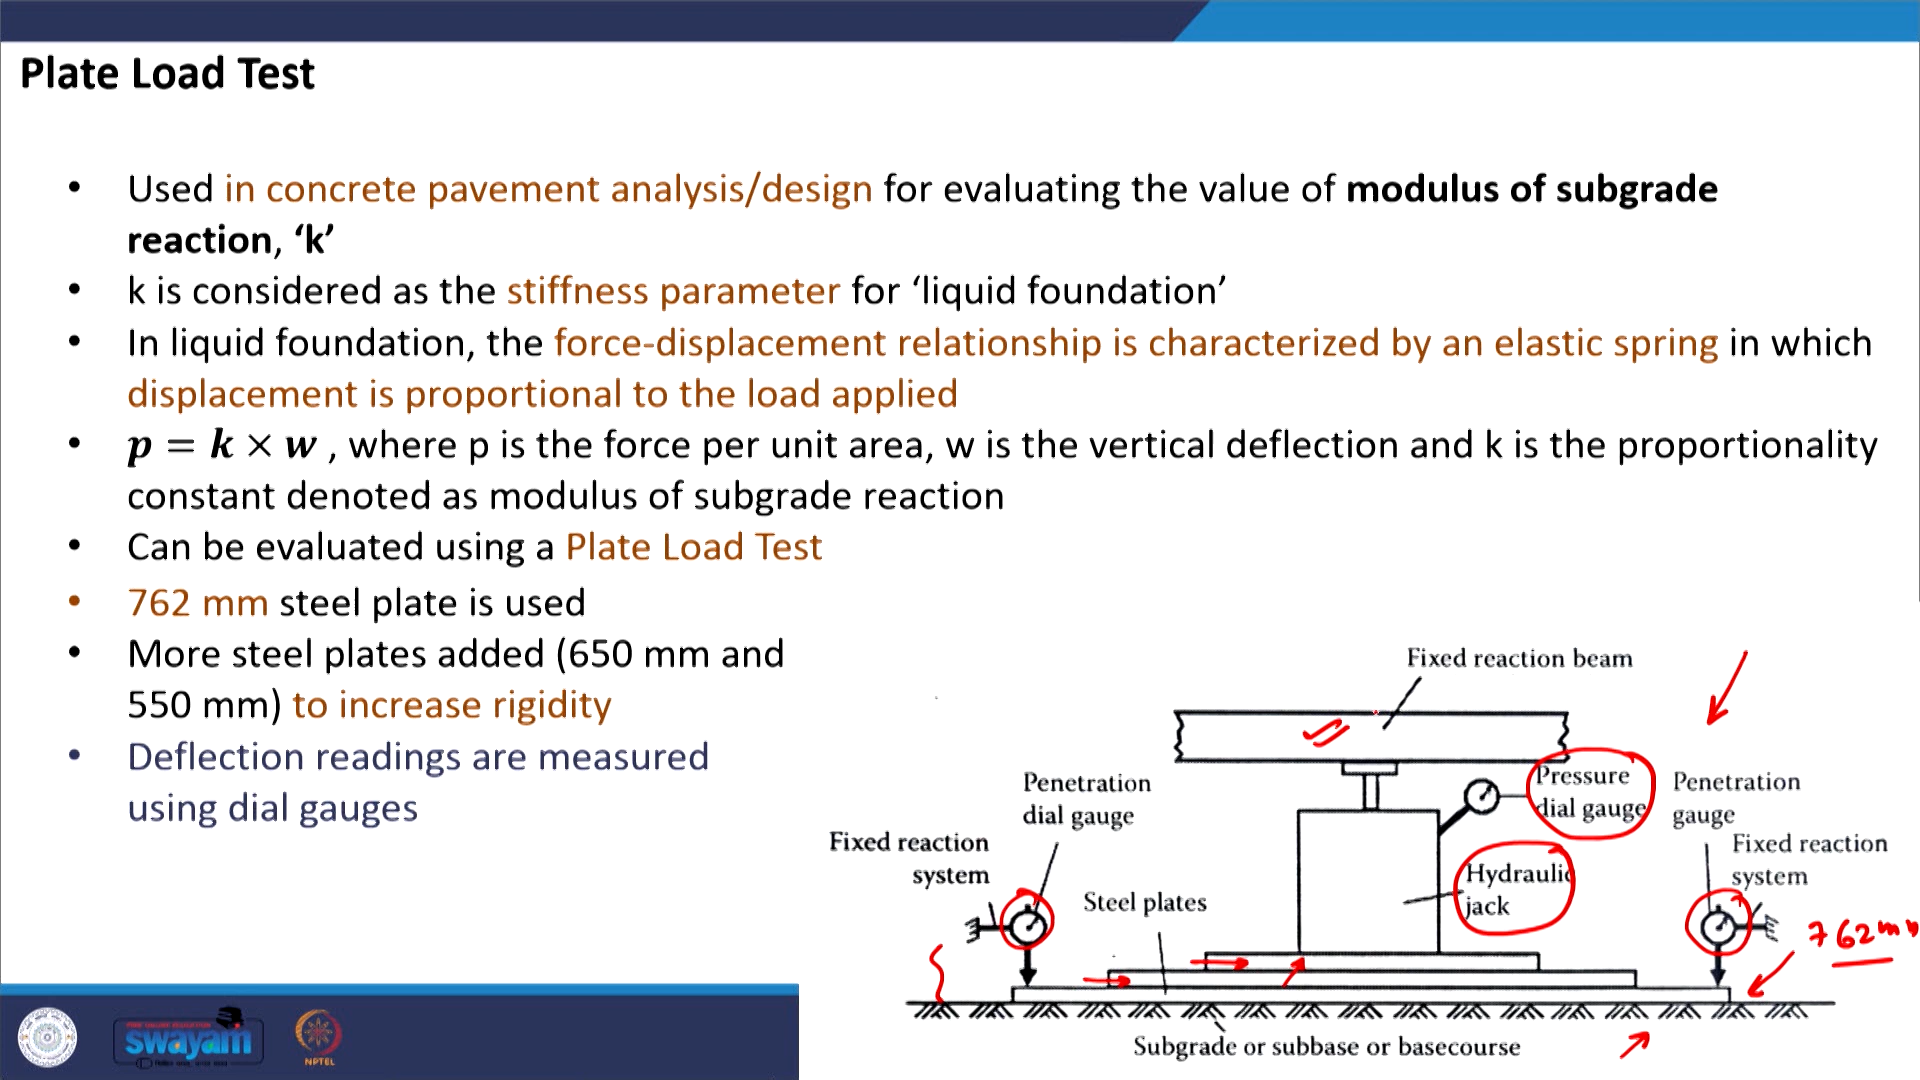 Plate Load Test
• Used in concrete pavement analysis/design for evaluating the value of modulus of subgrade
reaction, ‘k’
• k is considered as the stiffness parameter for ‘liquid foundation’
• In liquid foundation, the force-displacement relationship is characterized by an elastic spring in which
displacement is proportional to the load applied
• p = k × w , where p is the force per unit area, w is the vertical deflection and k is the proportionality
constant denoted as modulus of subgrade reaction
• Can be evaluated using a Plate Load Test
• 762 mm steel plate is used
• More steel plates added (650 mm and
550 mm) to increase rigidity
• Deflection readings are measured
using dial gauges
Fixed reaction beam
Penetration
dial gauge
Pressure
dial gauge
Penetration
gauge
Fixed reaction
system
Fixed reaction
system
Hydraulic
jack
Steel plates
762 mm
Subgrade or subbase or basecourse
swayam
NPTEL